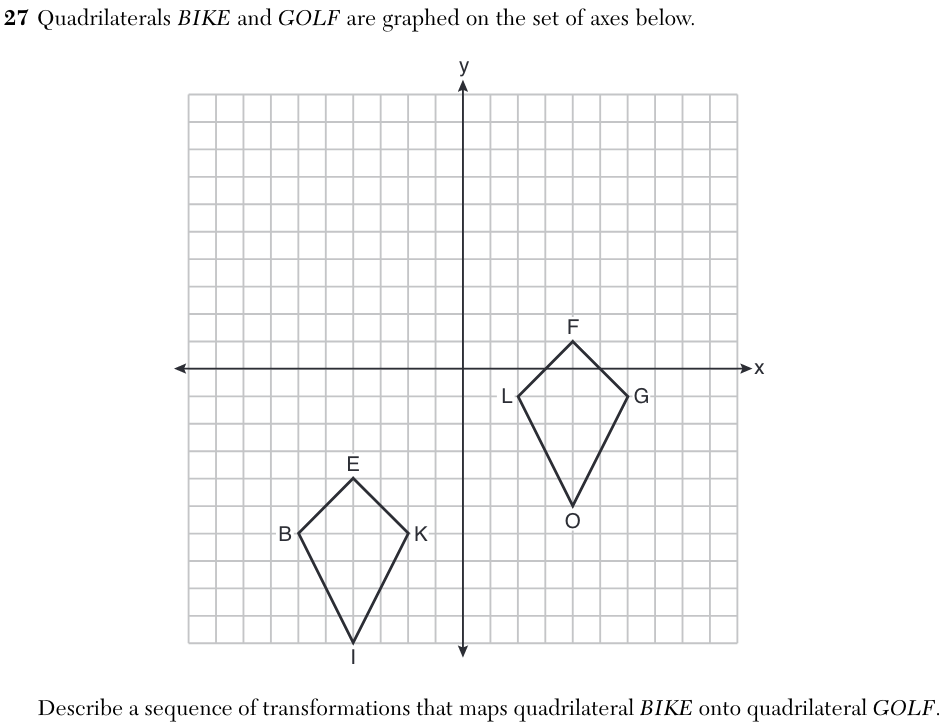 27 Quadrilaterals BIKE and GOLF are graphed on the set of axes below.
y
F
x
L
G
E
O
B
K
I
Describe a sequence of transformations that maps quadrilateral BIKE onto quadrilateral GOLF.